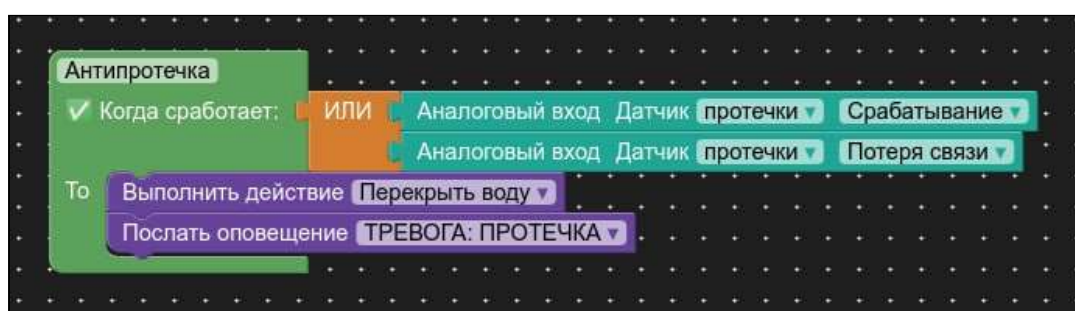 Антипротечка
Когда сработает: ИЛИ Аналоговый вход Датчик протечки Срабатывание
Аналоговый вход Датчик протечки Потеря связи
То Выполнить действие Перекрыть воду
Послать оповещение ТРЕВОГА: ПРОТЕЧКА